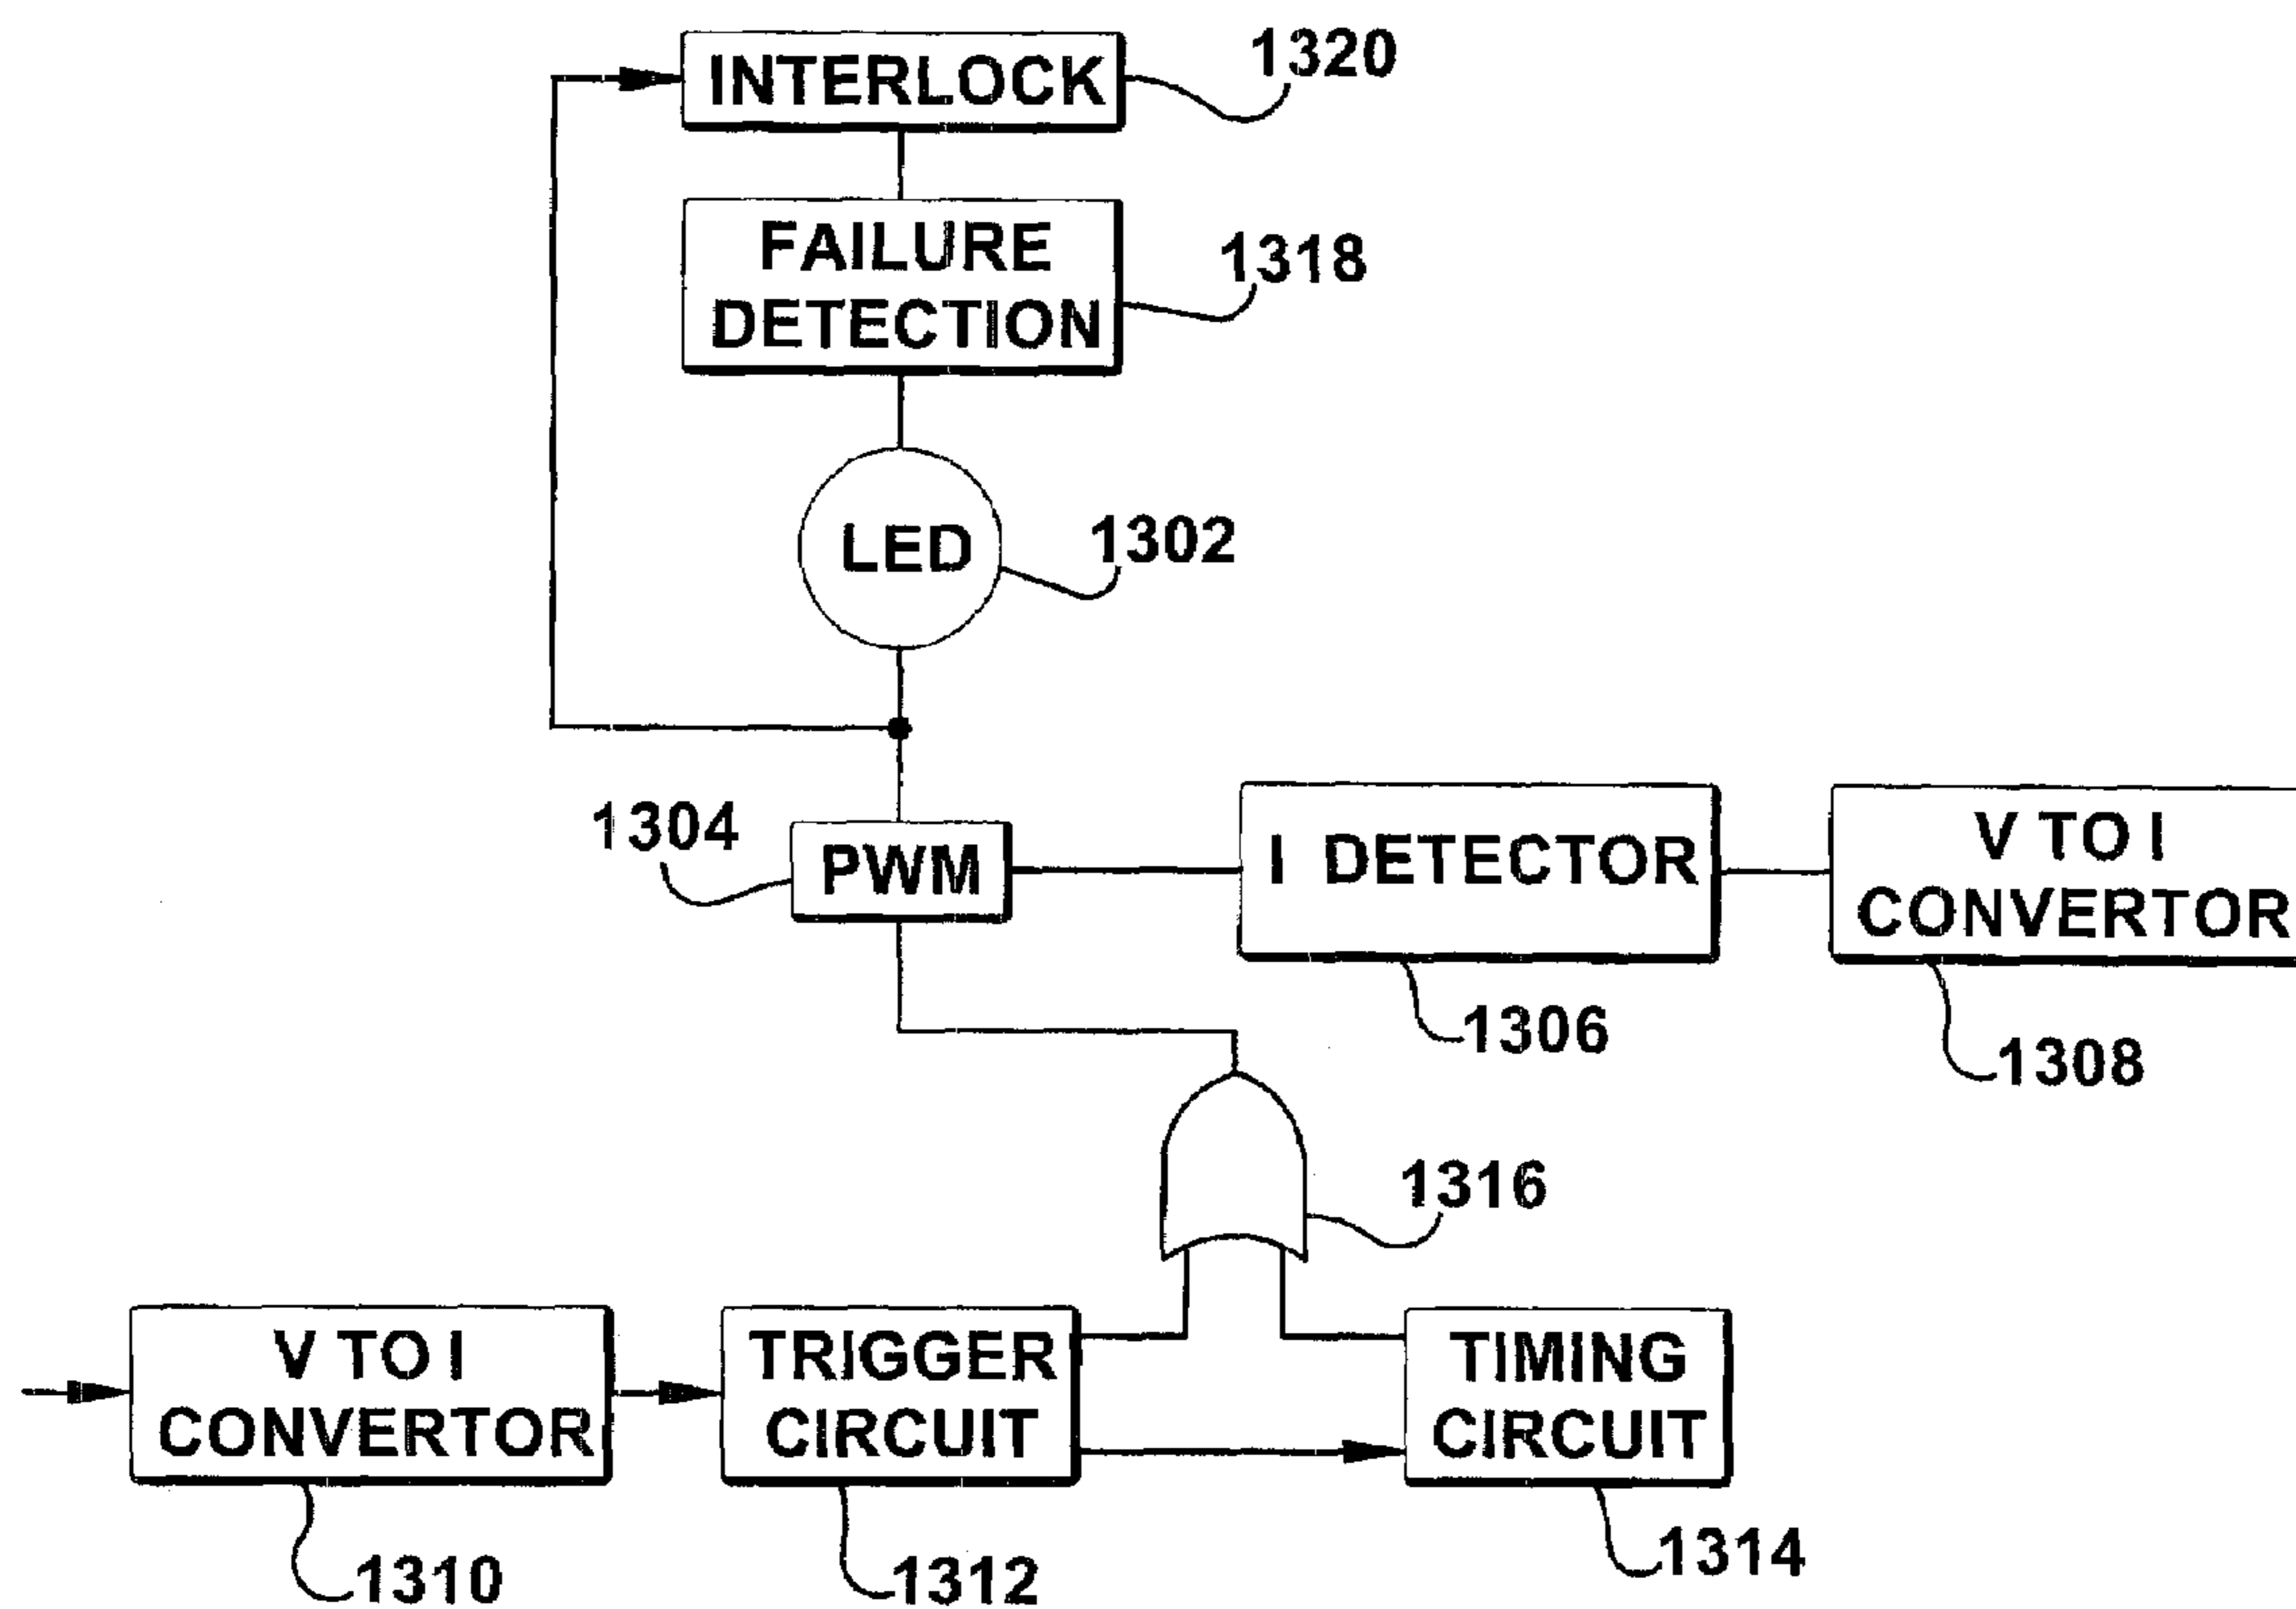 INTERLOCK
1320
FAILURE
DETECTION
1318
LED
1302
1304
PWM
I DETECTOR
1306
V TO I
CONVERTOR
1308
1316
V TO I
CONVERTOR
1310
TRIGGER
CIRCUIT
1312
TIMING
CIRCUIT
1314